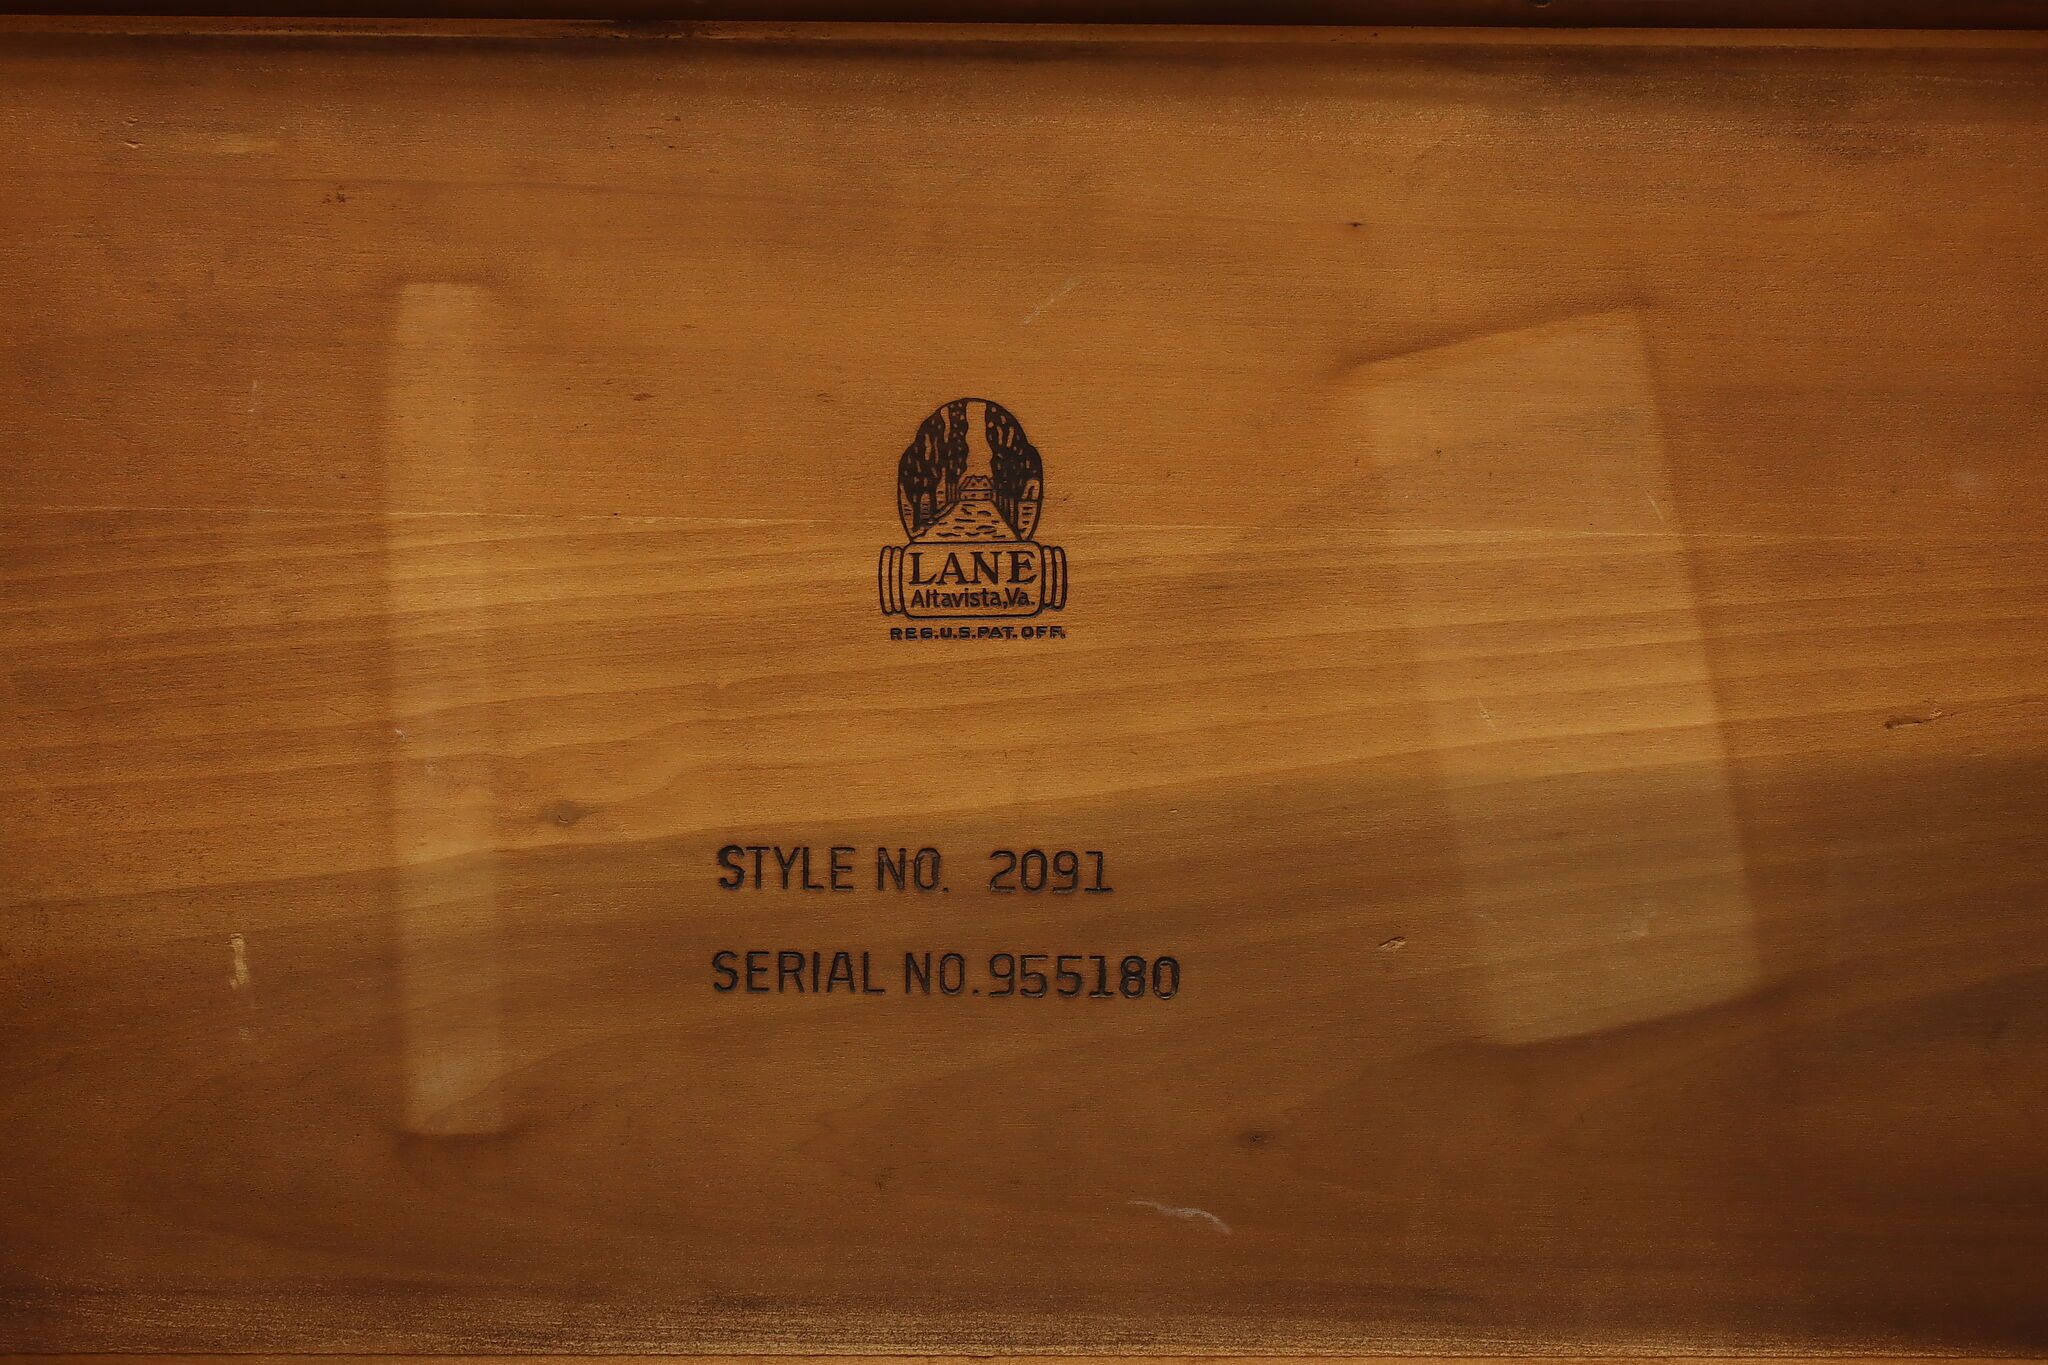 LANE
Altavista,Va.
REG.U.S.PAT.OFF.
STYLE NO. 2091
SERIAL NO.955180